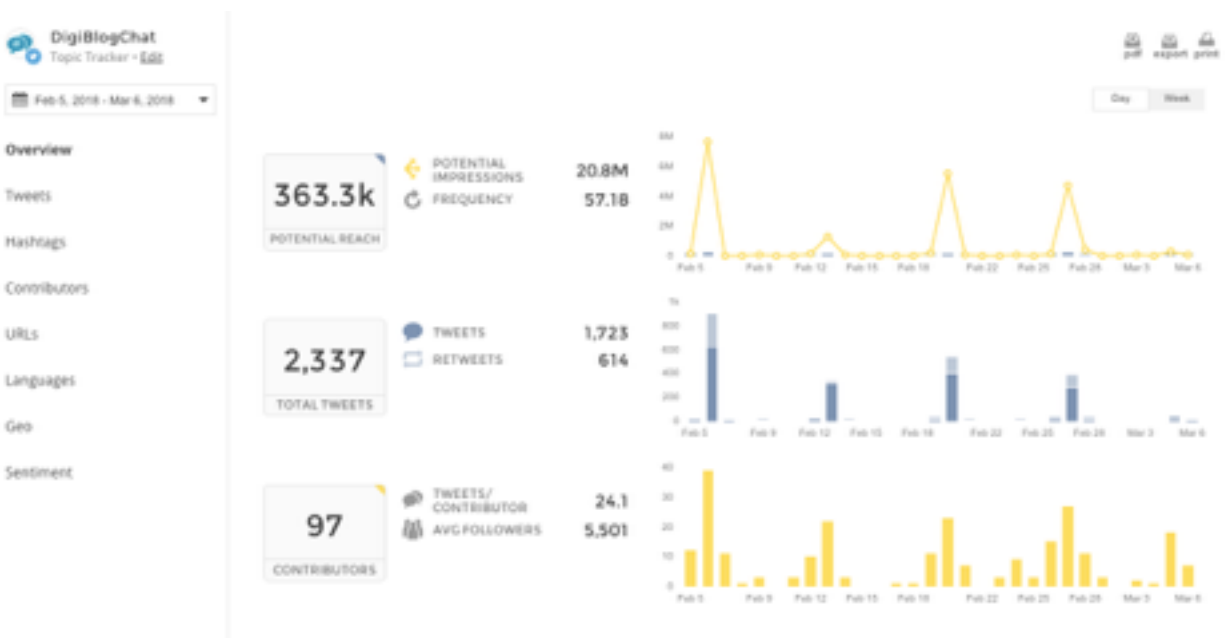 DigiBlogChat
Topic Tracker • Edit
pdf export print
Feb 5, 2018 - Mar 6, 2018
Day Week
Overview
Tweets
Hashtags
Contributors
URLs
Languages
Geo
Sentiment
363.3k
POTENTIAL REACH
POTENTIAL
IMPRESSIONS
20.8M
FREQUENCY
57.18
8M
6M
4M
2M
0
Feb 5 Feb 9 Feb 12 Feb 15 Feb 18 Feb 22 Feb 25 Feb 28 Mar 3 Mar 6
2,337
TOTAL TWEETS
TWEETS
1,723
RETWEETS
614
1k
800
600
400
200
0
Feb 5 Feb 9 Feb 12 Feb 15 Feb 18 Feb 22 Feb 25 Feb 28 Mar 3 Mar 6
97
CONTRIBUTORS
TWEETS/
CONTRIBUTOR
24.1
AVG FOLLOWERS
5,501
40
30
20
10
0
Feb 5 Feb 9 Feb 12 Feb 15 Feb 18 Feb 22 Feb 25 Feb 28 Mar 3 Mar 6